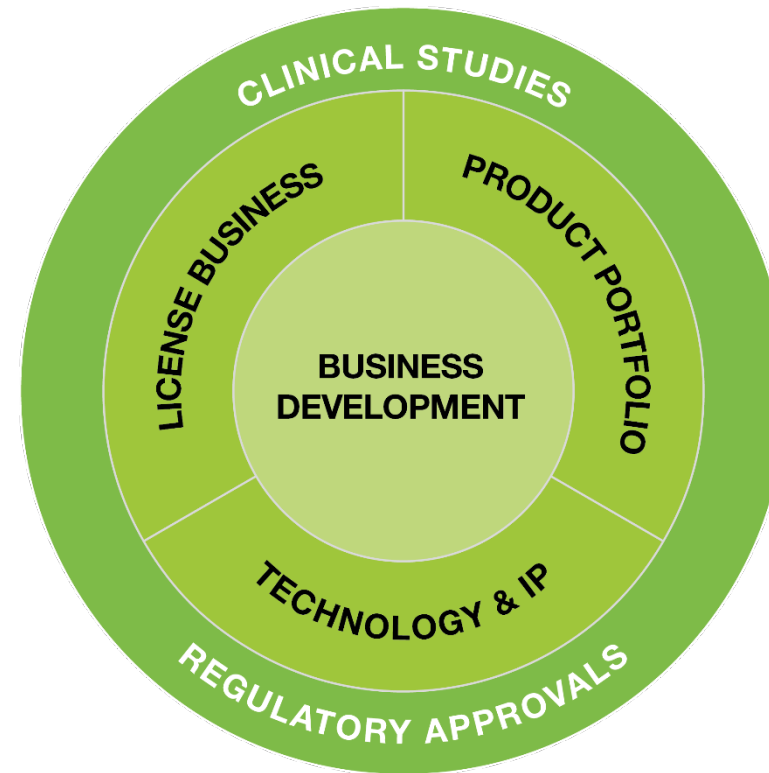 CLINICAL STUDIES
LICENSE BUSINESS
PRODUCT PORTFOLIO
BUSINESS
DEVELOPMENT
TECHNOLOGY & IP
REGULATORY APPROVALS